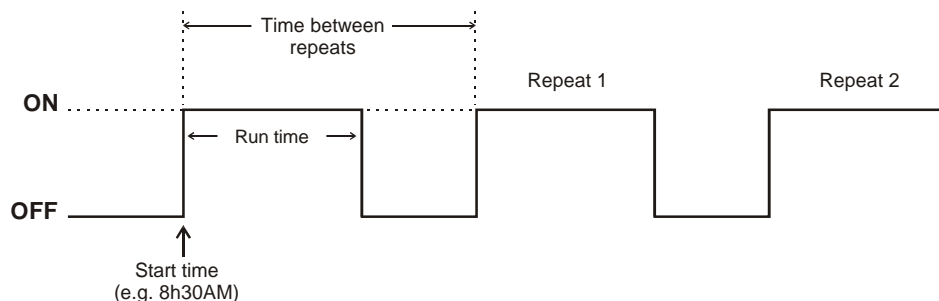 Time between
repeats
Repeat 1
Repeat 2
ON
Run time
OFF
Start time
(e.g. 8h30AM)